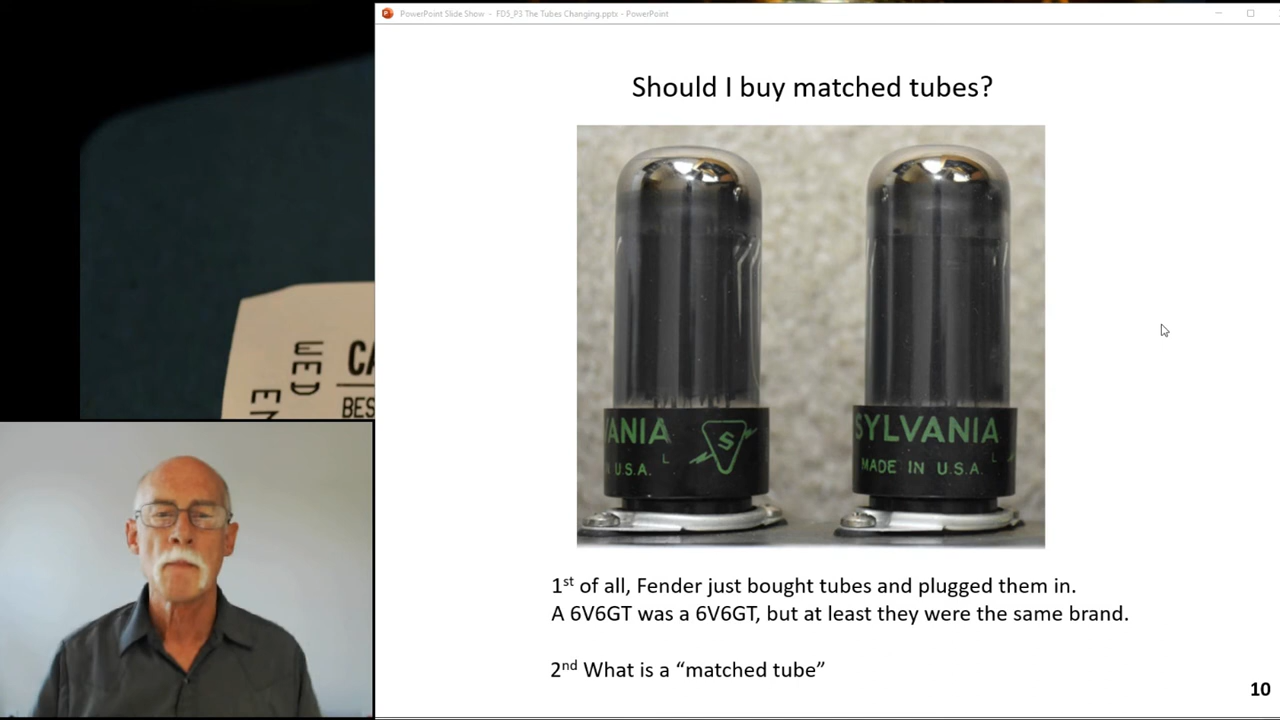 PowerPoint Slide Show - FD5_P3 The Tubes Changing.pptx - PowerPoint
Should I buy matched tubes?
VANIA
S
L
N U.S.A.
SYLVANIA
L
MADE IN U.S.A.
WED
CA
EN
BES
1st of all, Fender just bought tubes and plugged them in.
A 6V6GT was a 6V6GT, but at least they were the same brand.
2nd What is a “matched tube”
10